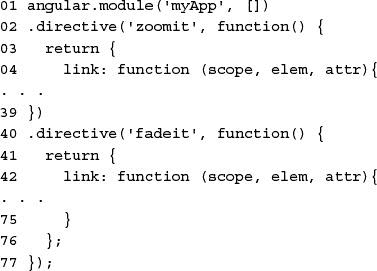 01 angular.module('myApp', [])
02 .directive('zoomit', function() {
03   return {
04     link: function (scope, elem, attr){
. . .
39 })
40 .directive('fadeit', function() {
41   return {
42     link: function (scope, elem, attr){
. . .
75     }
76   };
77 });